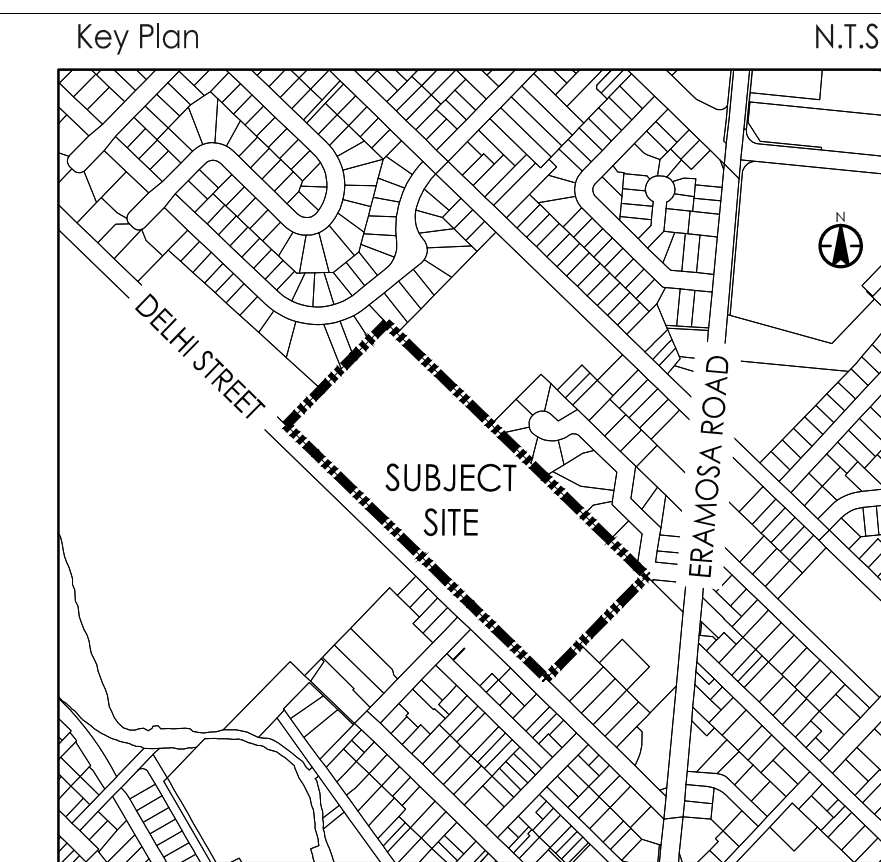 Key Plan
N.T.S
N
DELHI STREET
SUBJECT
SITE
ERAMOSA ROAD